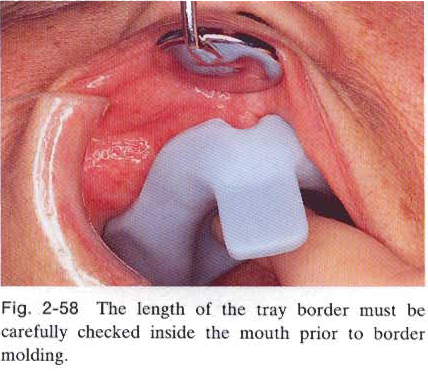 Fig. 2-58 The length of the tray border must be
carefully checked inside the mouth prior to border
molding.